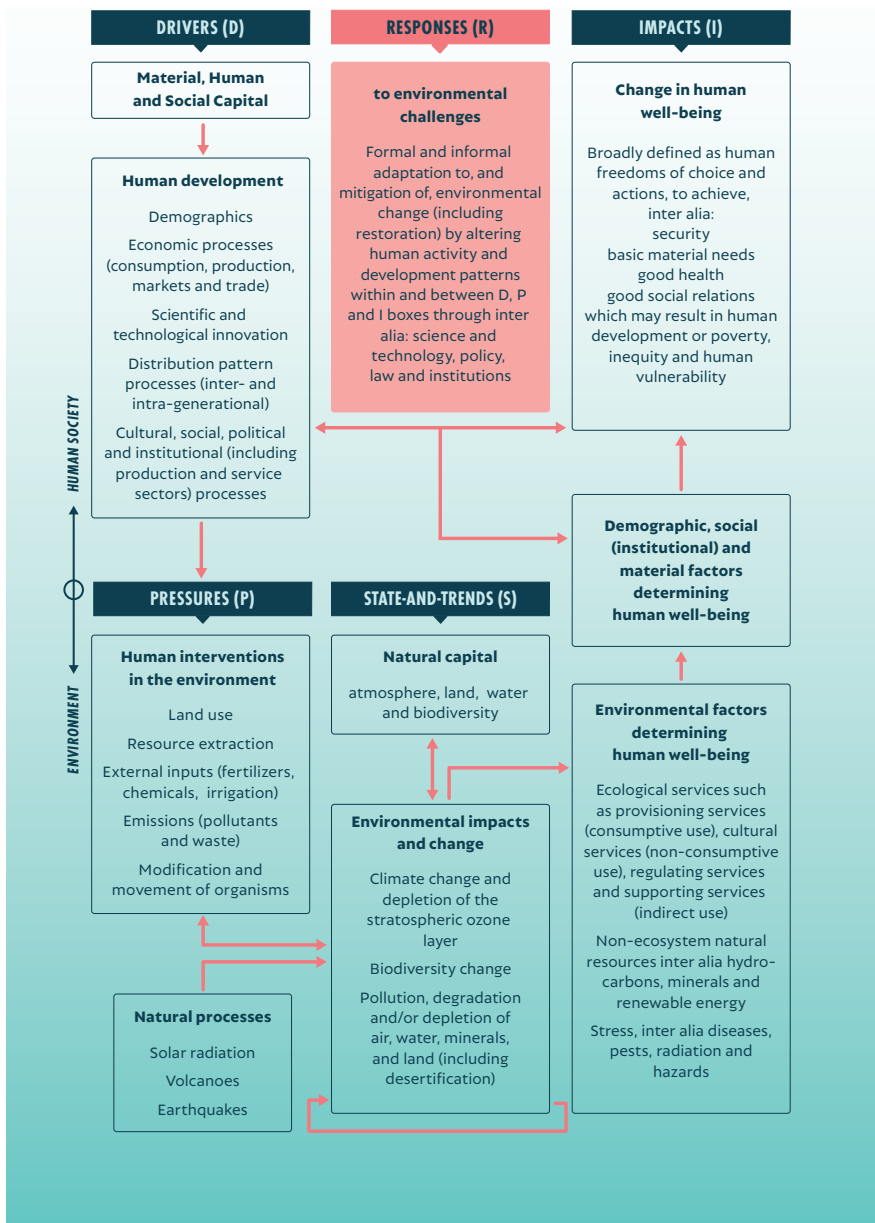 DRIVERS (D)
Material, Human
and Social Capital
Human development
Demographics
Economic processes
(consumption, production,
markets and trade)
Scientific and
technological innovation
Distribution pattern
processes (inter- and
intra-generational)
Cultural, social, political
and institutional (including
production and service
sectors) processes
RESPONSES (R)
to environmental
challenges
Formal and informal
adaptation to, and
mitigation of, environmental
change (including
restoration) by altering
human activity and
development patterns
within and between D, P
and I boxes through inter
alia: science and
technology, policy,
law and institutions
IMPACTS (I)
Change in human
well-being
Broadly defined as human
freedoms of choice and
actions, to achieve,
inter alia:
security
basic material needs
good health
good social relations
which may result in human
development or poverty,
inequity and human
vulnerability
Demographic, social
(institutional) and
material factors
determining
human well-being
Environmental factors
determining
human well-being
Ecological services such
as provisioning services
(consumptive use), cultural
services (non-consumptive
use), regulating services
and supporting services
(indirect use)
Non-ecosystem natural
resources inter alia hydro-
carbons, minerals and
renewable energy
Stress, inter alia diseases,
pests, radiation and
hazards
HUMAN SOCIETY
ENVIRONMENT
PRESSURES (P)
Human interventions
in the environment
Land use
Resource extraction
External inputs (fertilizers,
chemicals, irrigation)
Emissions (pollutants
and waste)
Modification and
movement of organisms
Natural processes
Solar radiation
Volcanoes
Earthquakes
STATE-AND-TRENDS (S)
Natural capital
atmosphere, land, water
and biodiversity
Environmental impacts
and change
Climate change and
depletion of the
stratospheric ozone
layer
Biodiversity change
Pollution, degradation
and/or depletion of
air, water, minerals,
and land (including
desertification)